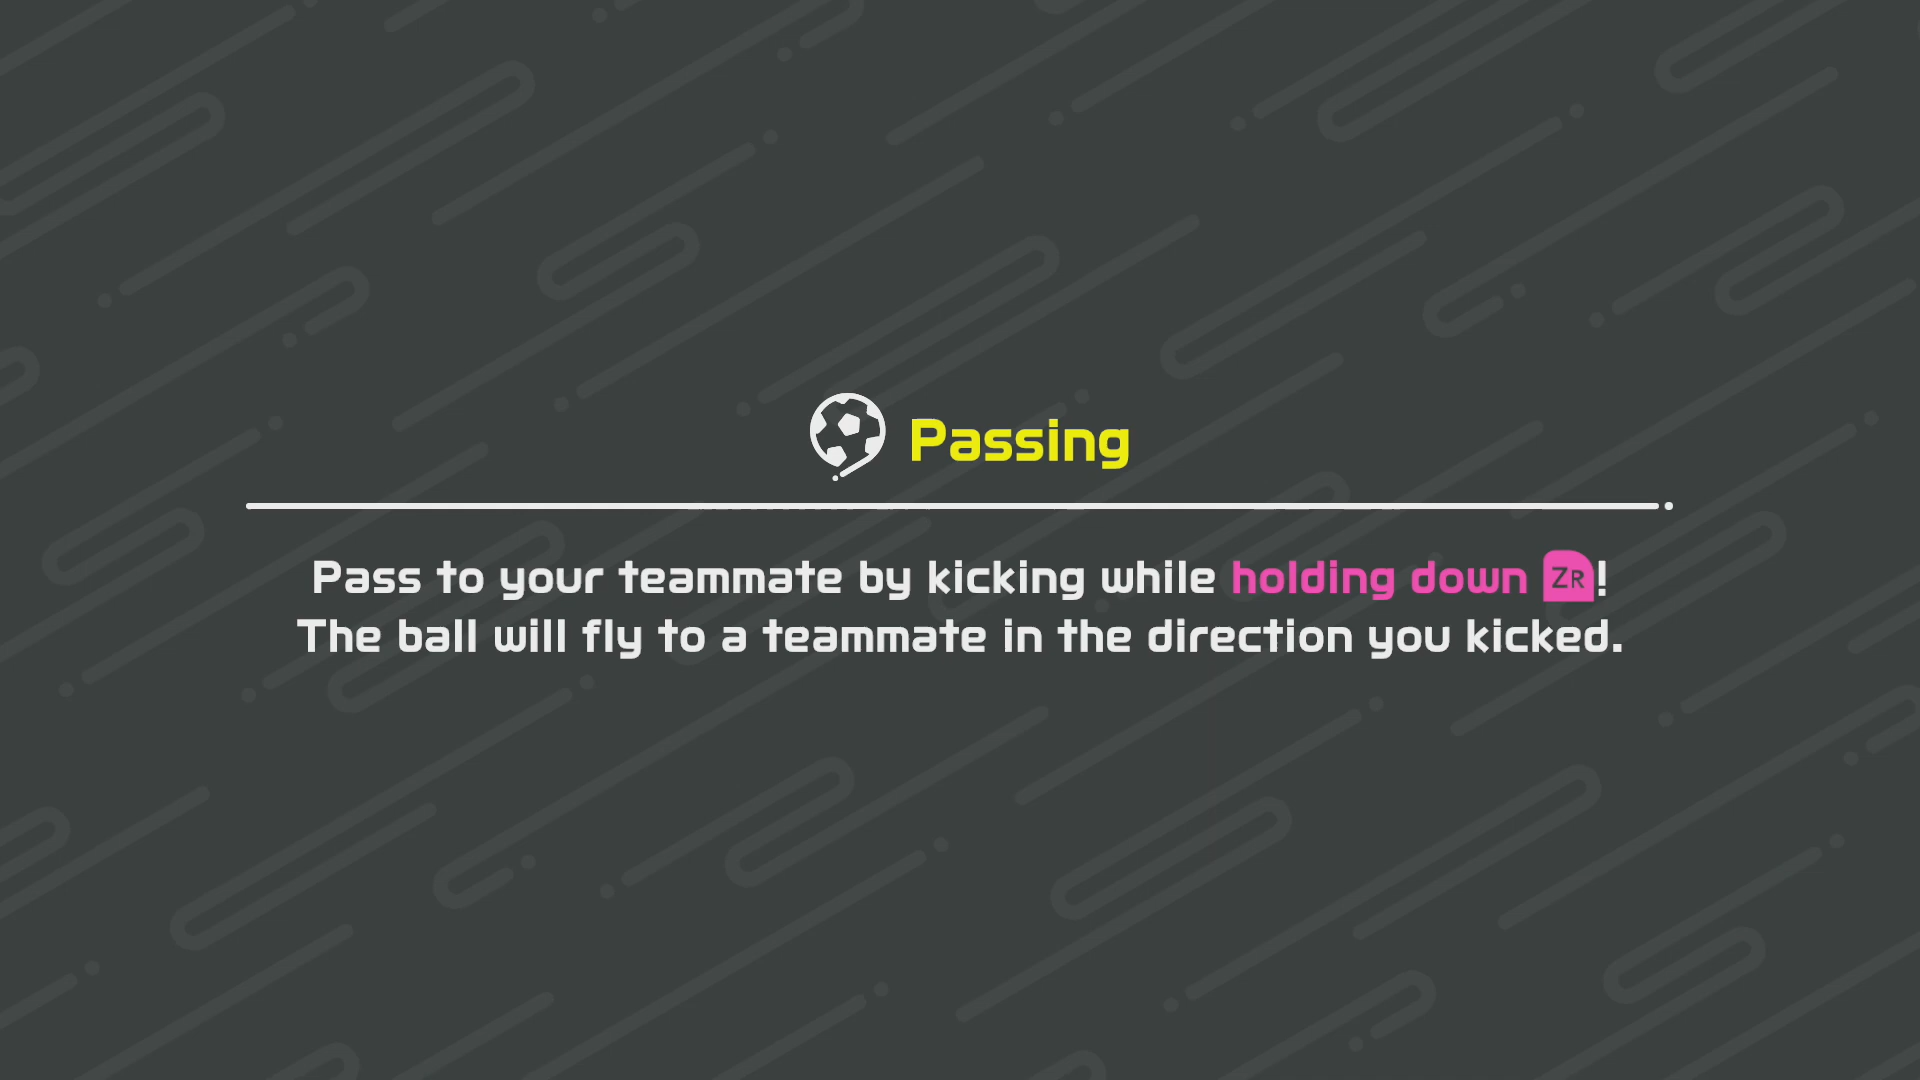 Passing
Pass to your teammate by kicking while holding down ZR!
The ball will fly to a teammate in the direction you kicked.